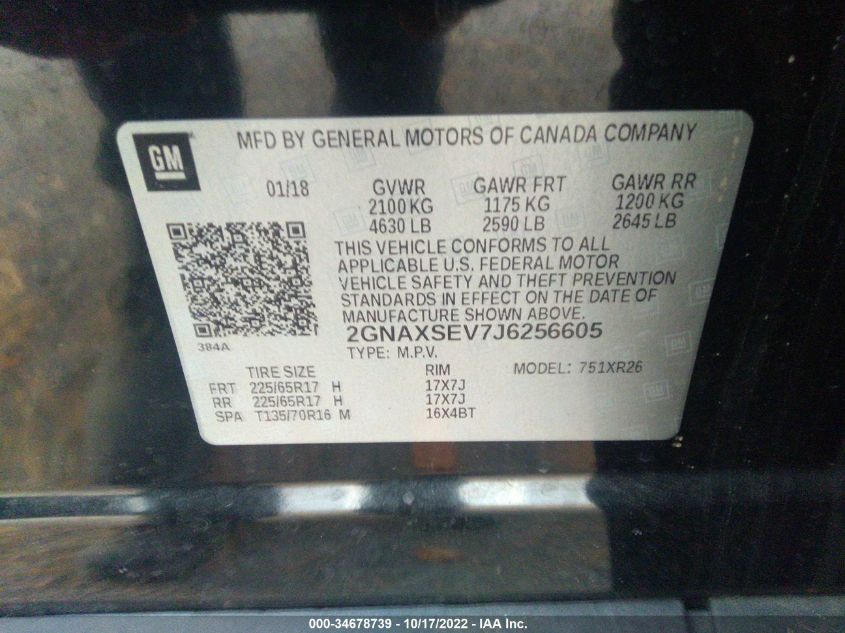 GM
MFD BY GENERAL MOTORS OF CANADA COMPANY
01/18 GVWR GAWR FRT GAWR RR
2100 KG 1175 KG 1200 KG
4630 LB 2590 LB 2645 LB
THIS VEHICLE CONFORMS TO ALL
APPLICABLE U.S. FEDERAL MOTOR
VEHICLE SAFETY AND THEFT PREVENTION
STANDARDS IN EFFECT ON THE DATE OF
MANUFACTURE SHOWN ABOVE.
384A
2GNAXSEV7J6256605
TYPE: M.P.V.
TIRE SIZE RIM MODEL: 751XR26
FRT 225/65R17 H 17X7J
RR 225/65R17 H 17X7J
SPA T135/70R16 M 16X4BT
000-34678739 - 10/17/2022 - IAA Inc.